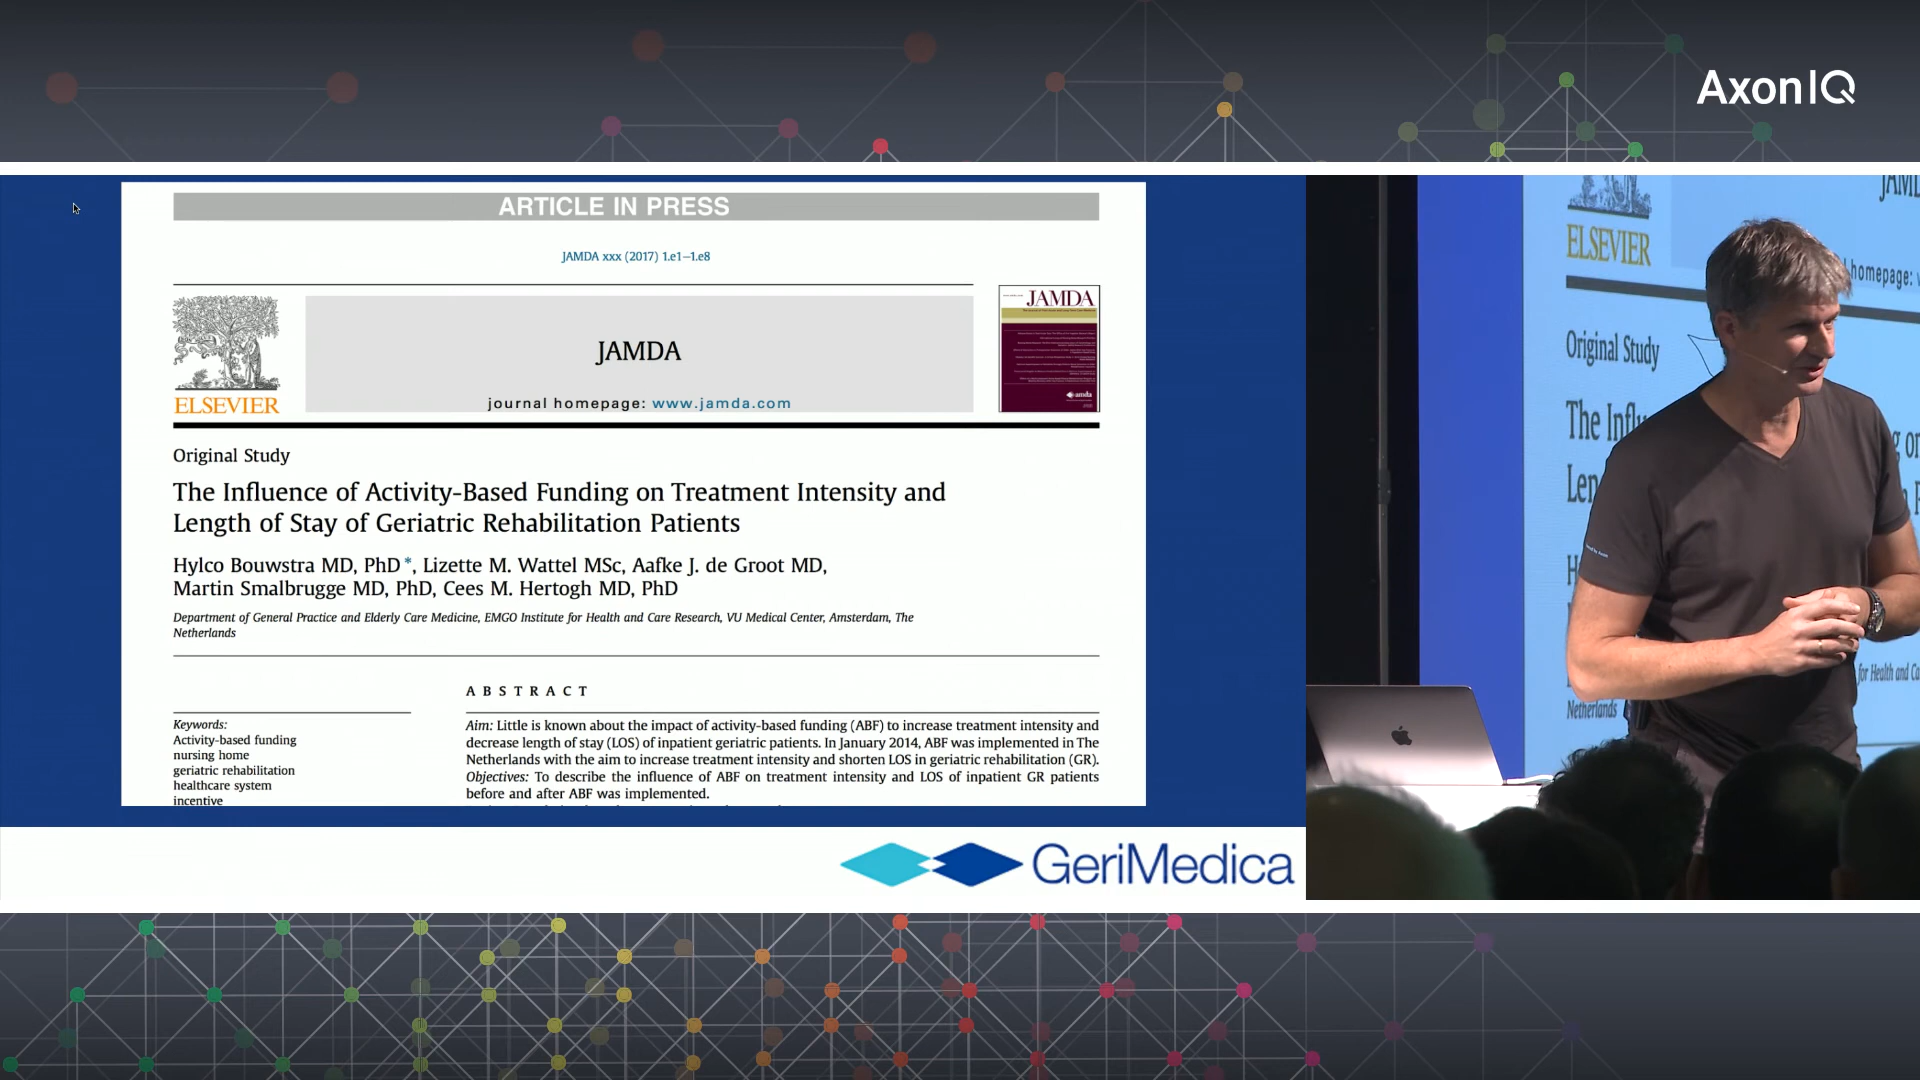 AxonIQ
ARTICLE IN PRESS
JAMDA xxx (2017) 1.e1–1.e8
ELSEVIER
JAMDA
journal homepage: www.jamda.com
JAMDA
amda
Original Study
The Influence of Activity-Based Funding on Treatment Intensity and
Length of Stay of Geriatric Rehabilitation Patients
Hylco Bouwstra MD, PhD *, Lizette M. Wattel MSc, Aafke J. de Groot MD,
Martin Smalbrugge MD, PhD, Cees M. Hertogh MD, PhD
Department of General Practice and Elderly Care Medicine, EMGO Institute for Health and Care Research, VU Medical Center, Amsterdam, The
Netherlands
A B S T R A C T
Keywords:
Activity-based funding
nursing home
geriatric rehabilitation
healthcare system
incentive
Aim: Little is known about the impact of activity-based funding (ABF) to increase treatment intensity and
decrease length of stay (LOS) of inpatient geriatric patients. In January 2014, ABF was implemented in The
Netherlands with the aim to increase treatment intensity and shorten LOS in geriatric rehabilitation (GR).
Objectives: To describe the influence of ABF on treatment intensity and LOS of inpatient GR patients
before and after ABF was implemented.
GeriMedica
ELSEVIER
homepage:
Original Study
The
for Health and
Netherlands